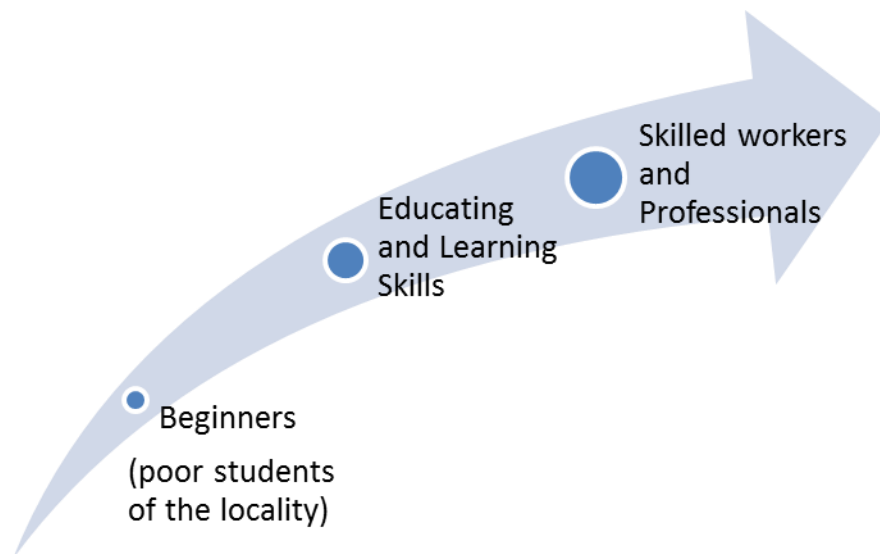 Beginners
(poor students
of the locality)
Educating
and Learning
Skills
Skilled workers
and
Professionals